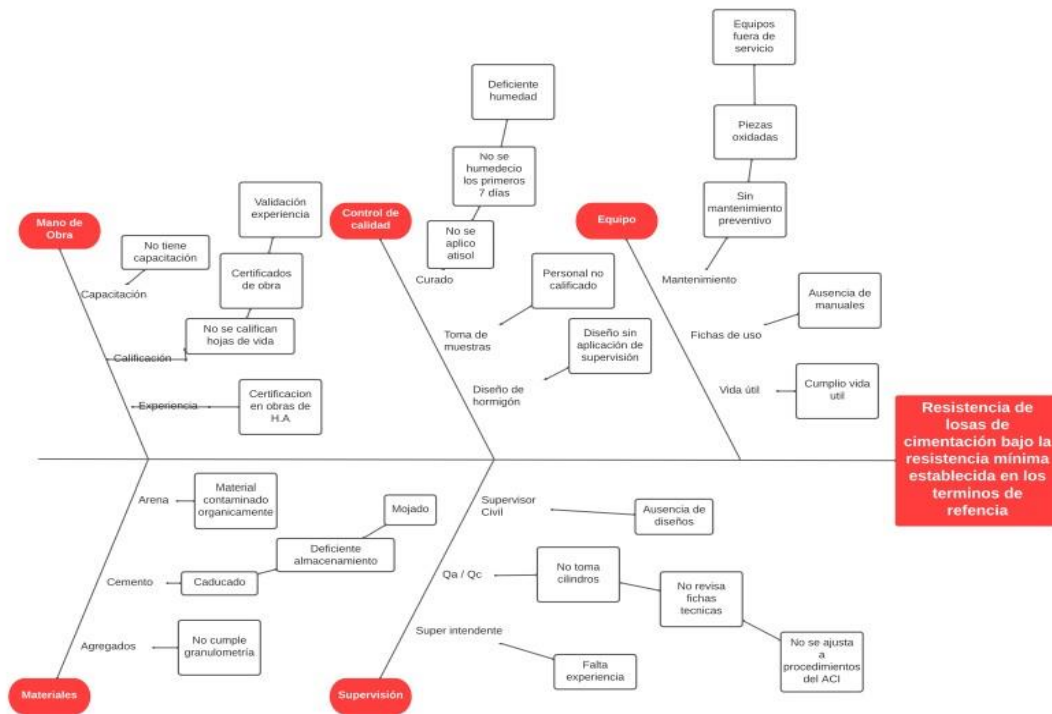 Equipos
fuera de
servicio
Deficiente
humedad
Piezas
oxidadas
No se
humedecio
los primeros
7 días
Validación
experiencia
Sin
mantenimiento
preventivo
Mano de
Obra
Control de
calidad
Equipo
No se
aplico
atisol
No tiene
capacitación
Capacitación
Certificados
de obra
Curado
Personal no
calificado
Mantenimiento
Ausencia de
manuales
No se califican
hojas de vida
Toma de
muestras
Diseño sin
aplicación de
supervisión
Fichas de uso
Calificación
Diseño de
hormigón
Vida útil
Cumplio vida
util
Experiencia
Certificacion
en obras de
H.A
Resistencia de
losas de
cimentación bajo la
resistencia mínima
establecida en los
terminos de
refencia
Arena
Material
contaminado
organicamente
Mojado
Supervisor
Civil
Ausencia de
diseños
Deficiente
almacenamiento
Cemento
Caducado
Qa / Qc
No toma
cilindros
No revisa
fichas
tecnicas
Agregados
No cumple
granulometría
Super intendente
Falta
experiencia
No se ajusta
a
procedimientos
del ACI
Materiales
Supervisión